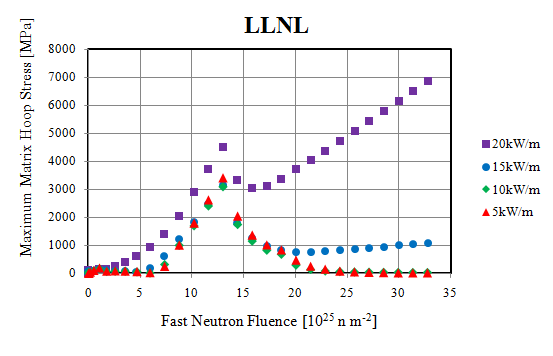 LLNL
Maximum Matrix Hoop Stress [MPa]
8000
7000
6000
5000
4000
3000
2000
1000
0
0 5 10 15 20 25 30 35
Fast Neutron Fluence [10²⁵ n m⁻²]
20kW/m
15kW/m
10kW/m
5kW/m